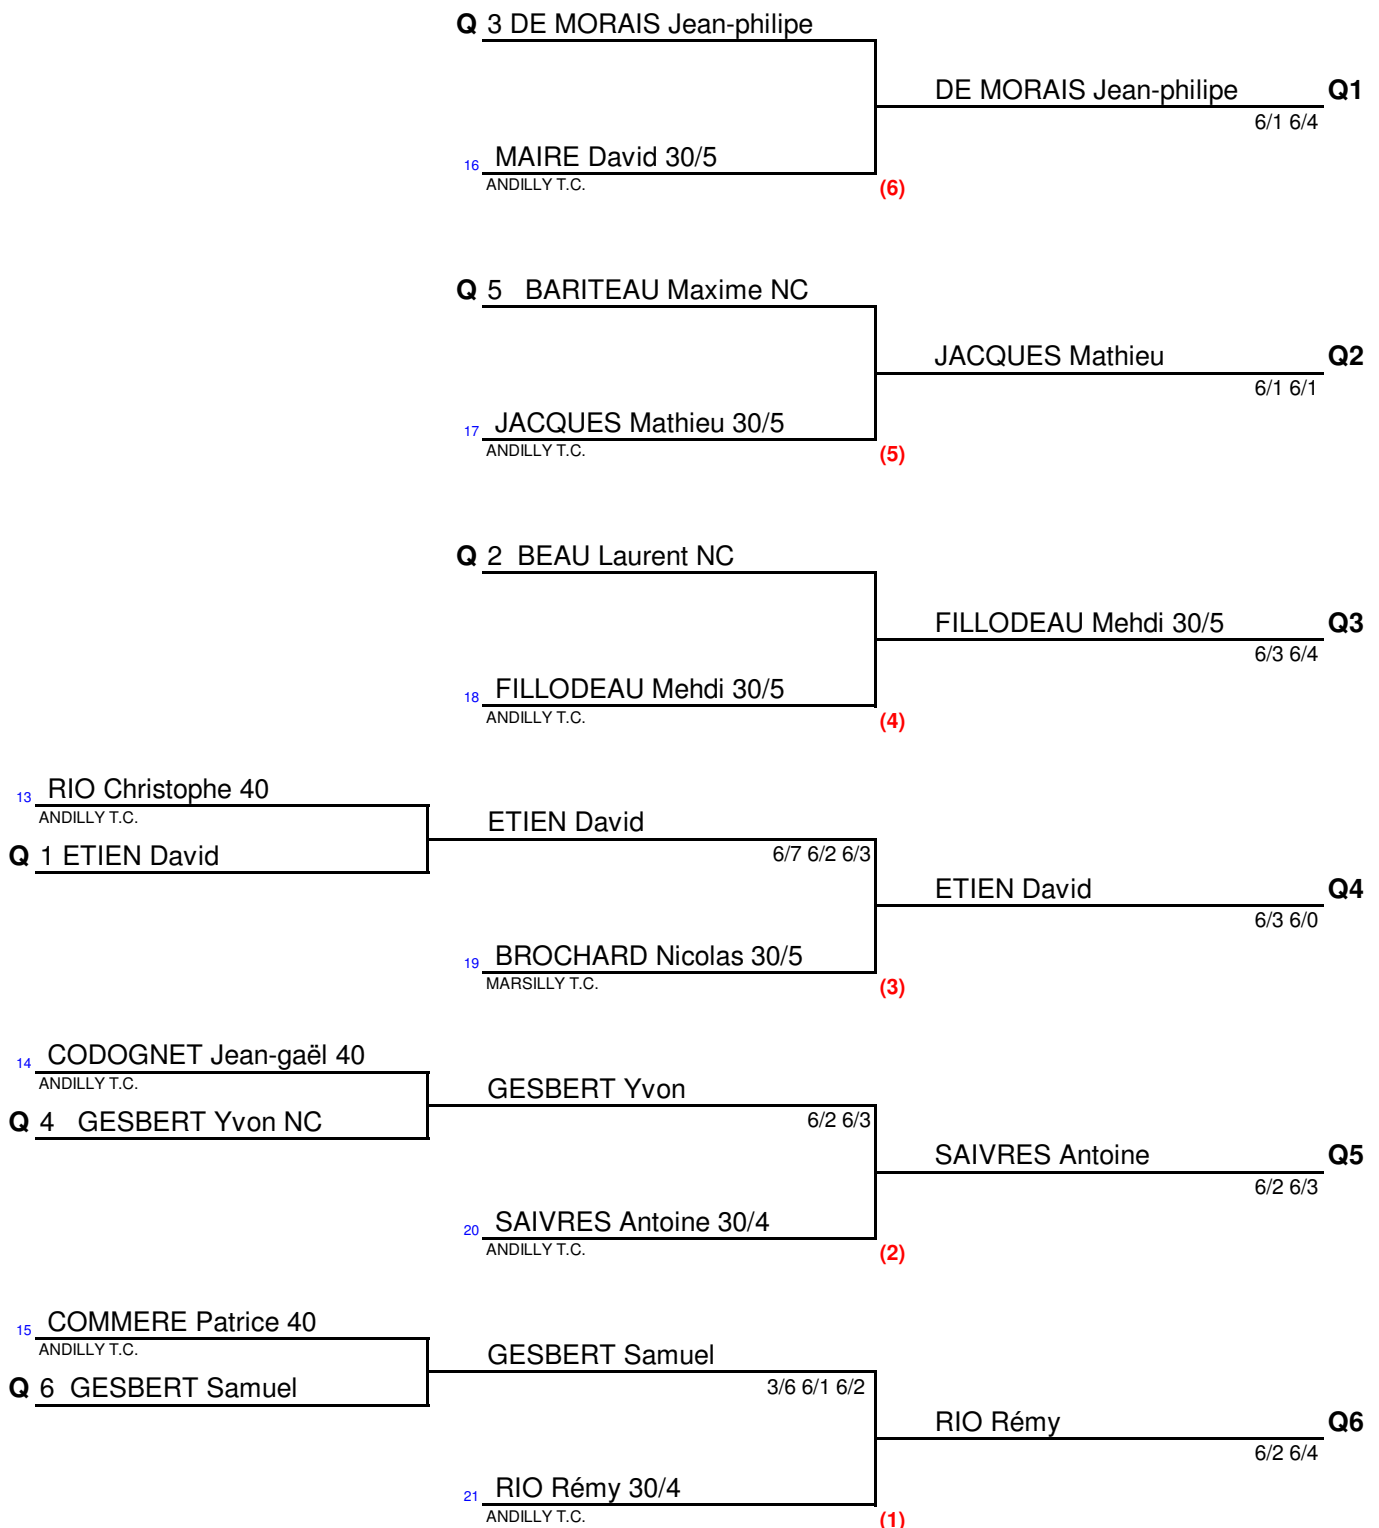 Q 3 DE MORAIS Jean-philipe
DE MORAIS Jean-philipe Q1
6/1 6/4
16 MAIRE David 30/5
ANDILLY T.C.
(6)
Q 5 BARITEAU Maxime NC
JACQUES Mathieu Q2
6/1 6/1
17 JACQUES Mathieu 30/5
ANDILLY T.C.
(5)
Q 2 BEAU Laurent NC
FILLODEAU Mehdi 30/5 Q3
6/3 6/4
18 FILLODEAU Mehdi 30/5
ANDILLY T.C.
(4)
13 RIO Christophe 40
ANDILLY T.C.
ETIEN David
Q 1 ETIEN David
6/7 6/2 6/3
ETIEN David Q4
6/3 6/0
19 BROCHARD Nicolas 30/5
MARSILLY T.C.
(3)
14 CODOGNET Jean-gaël 40
ANDILLY T.C.
GESBERT Yvon
Q 4 GESBERT Yvon NC
6/2 6/3
SAIVRES Antoine Q5
6/2 6/3
20 SAIVRES Antoine 30/4
ANDILLY T.C.
(2)
15 COMMERE Patrice 40
ANDILLY T.C.
GESBERT Samuel
Q 6 GESBERT Samuel
3/6 6/1 6/2
RIO Rémy Q6
6/2 6/4
21 RIO Rémy 30/4
ANDILLY T.C.
(1)